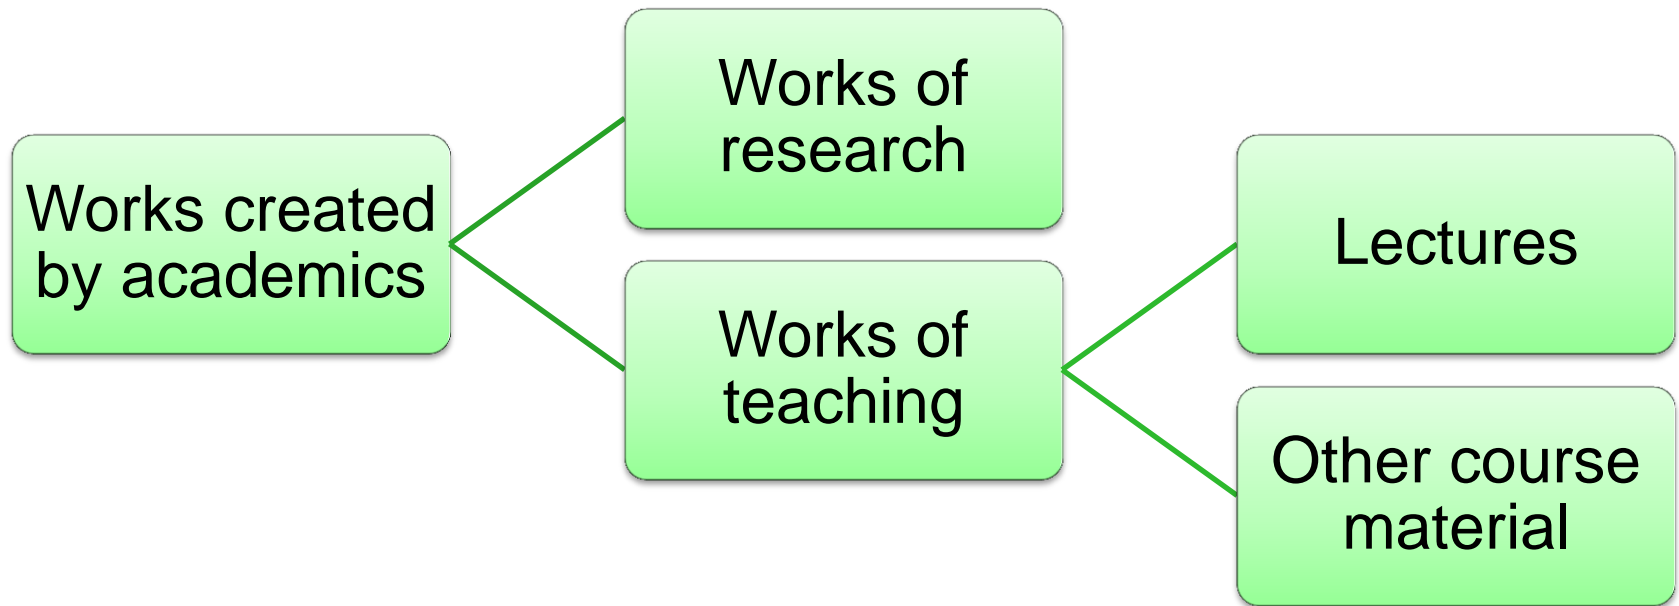 Works created
by academics
Works of
research
Works of
teaching
Lectures
Other course
material